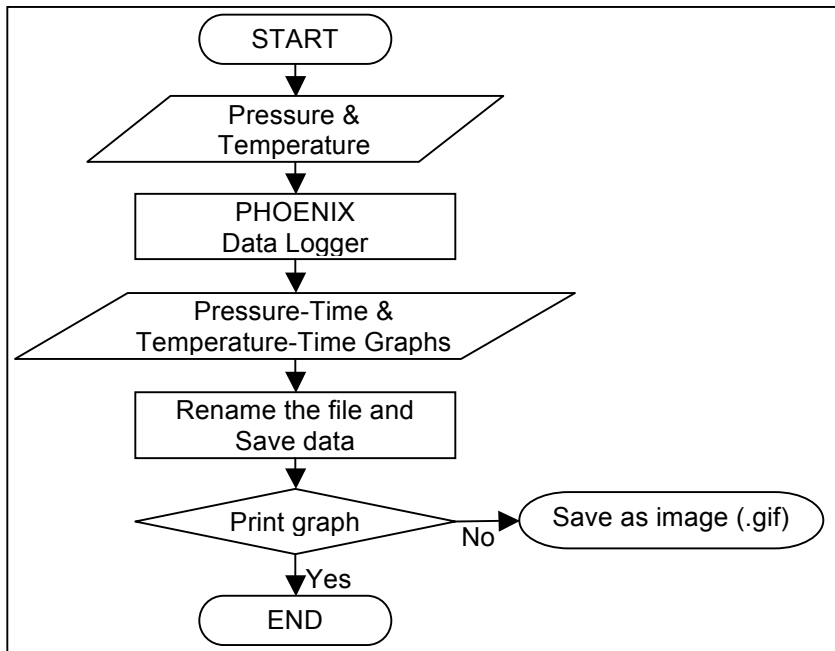 START
Pressure &
Temperature
PHOENIX
Data Logger
Pressure-Time &
Temperature-Time Graphs
Rename the file and
Save data
Print graph
No
Save as image (.gif)
Yes
END